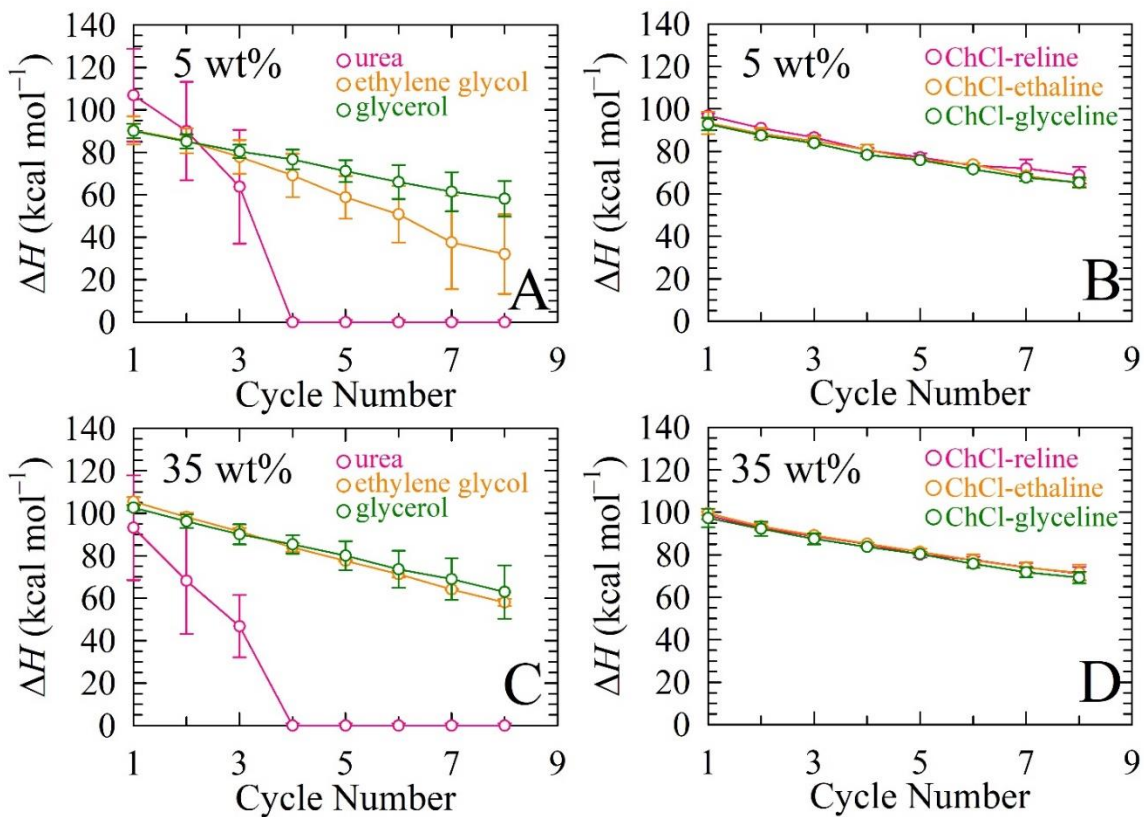 140
120
100
80
60
40
20
0
ΔH (kcal mol⁻¹)
5 wt%
urea
ethylene glycol
glycerol
A
1 3 5 7 9
Cycle Number
140
120
100
80
60
40
20
0
ΔH (kcal mol⁻¹)
5 wt%
ChCl-reline
ChCl-ethaline
ChCl-glyceline
B
1 3 5 7 9
Cycle Number
140
120
100
80
60
40
20
0
ΔH (kcal mol⁻¹)
35 wt%
urea
ethylene glycol
glycerol
C
1 3 5 7 9
Cycle Number
140
120
100
80
60
40
20
0
ΔH (kcal mol⁻¹)
35 wt%
ChCl-reline
ChCl-ethaline
ChCl-glyceline
D
1 3 5 7 9
Cycle Number